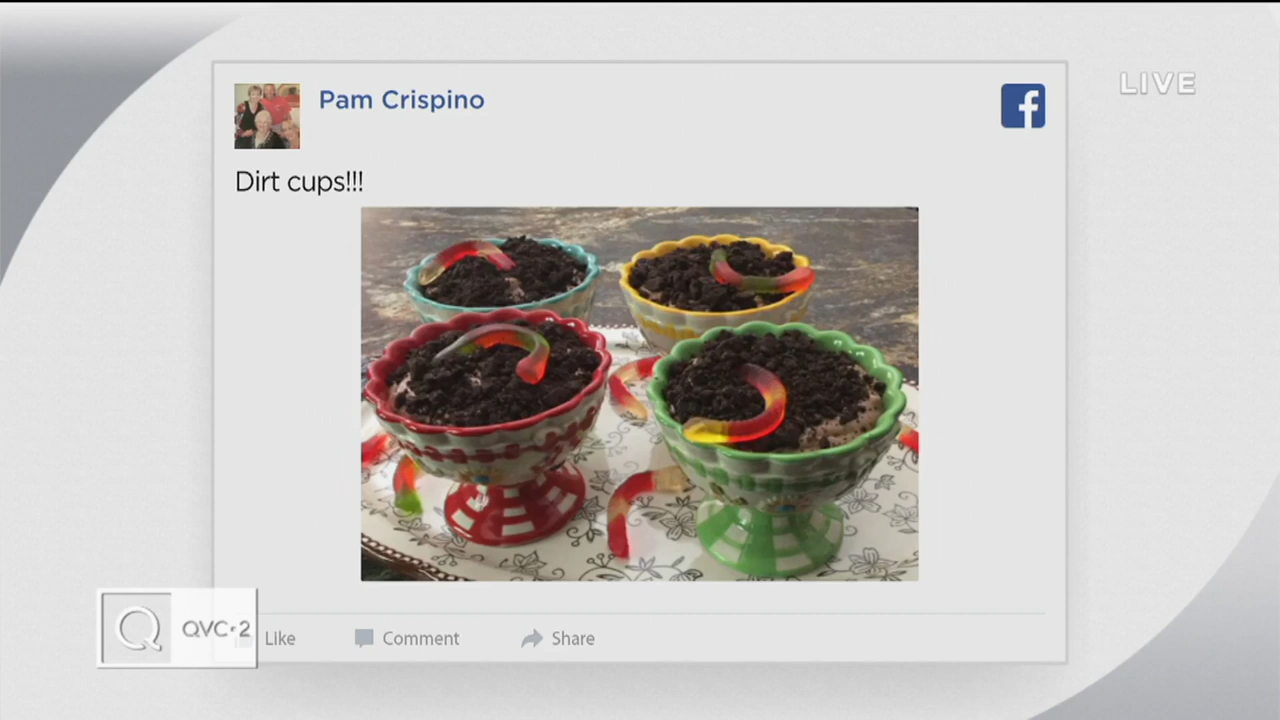 LIVE
Pam Crispino
Dirt cups!!!
Like
Comment
Share
QVC•2